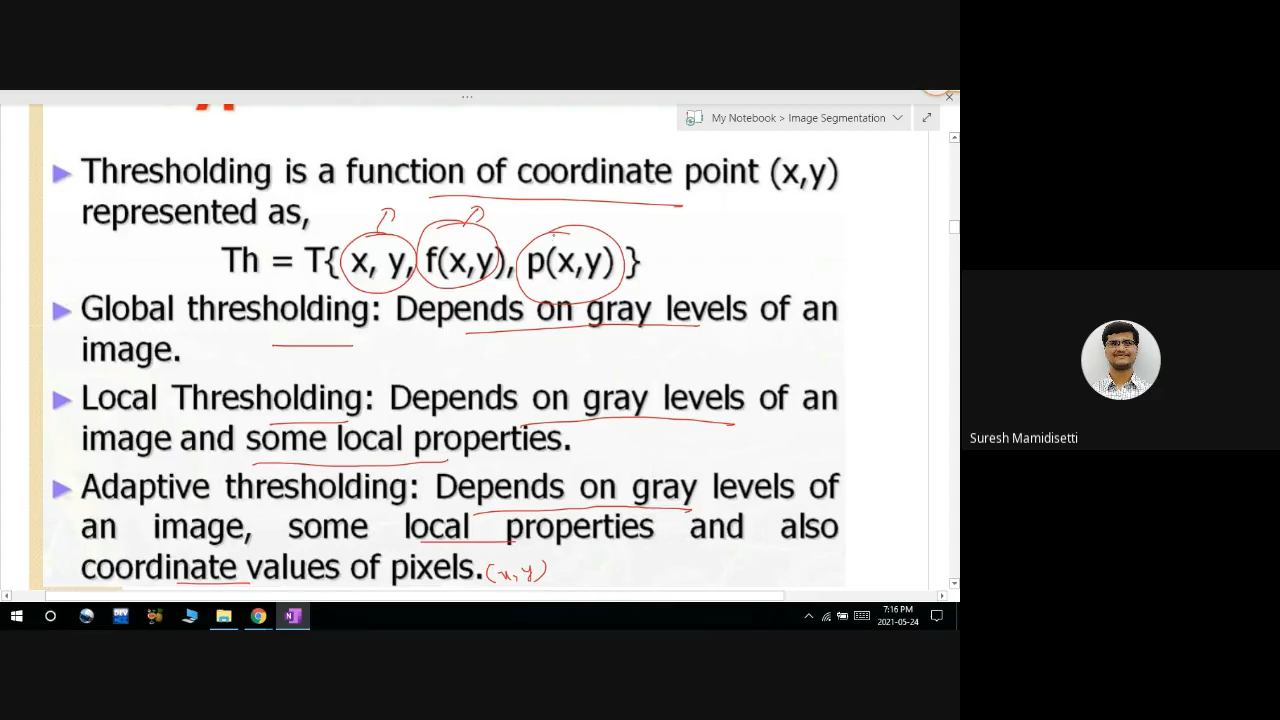 My Notebook > Image Segmentation
▶ Thresholding is a function of coordinate point (x,y)
represented as,
Th = T{ x, y, f(x,y), p(x,y) }
▶ Global thresholding: Depends on gray levels of an
image.
▶ Local Thresholding: Depends on gray levels of an
image and some local properties.
▶ Adaptive thresholding: Depends on gray levels of
an image, some local properties and also
coordinate values of pixels. (x,y)
Suresh Mamidisetti
7:16 PM
2021-05-24